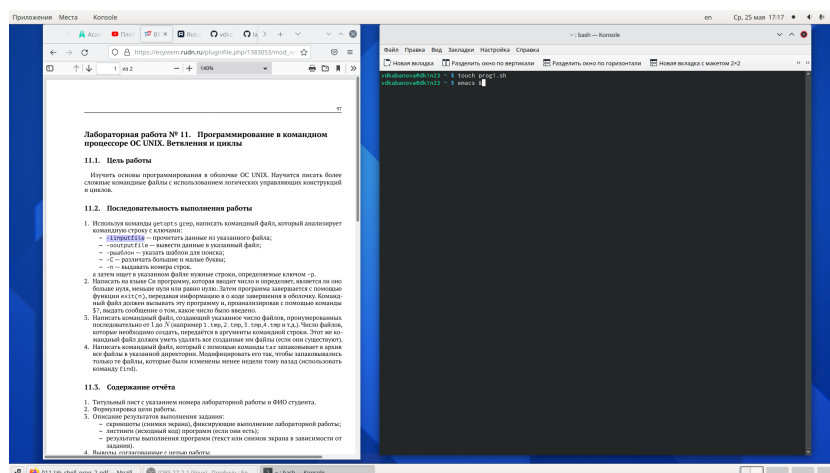 Приложения Места Konsole
en Ср, 25 мая 17:17
https://esystem.rudn.ru/pluginfile.php/1383053/mod_re
1 из 2 140%
97
Лабораторная работа № 11. Программирование в командном
процессоре ОС UNIX. Ветвления и циклы
11.1. Цель работы
Изучить основы программирования в оболочке ОС UNIX. Научится писать более
сложные командные файлы с использованием логических управляющих конструкций
и циклов.
11.2. Последовательность выполнения работы
1. Используя команды getopts grep, написать командный файл, который анализирует
командную строку с ключами:
– -iinputfile — прочитать данные из указанного файла;
– -ooutputfile — вывести данные в указанный файл;
– -pшаблон — указать шаблон для поиска;
– -C — различать большие и малые буквы;
– -n — выдавать номера строк.
а затем ищет в указанном файле нужные строки, определяемые ключом -p.
2. Написать на языке Си программу, которая вводит число и определяет, является ли оно
больше нуля, меньше нуля или равно нулю. Затем программа завершается с помощью
функции exit(n), передавая информацию в о коде завершения в оболочку. Команд-
ный файл должен вызывать эту программу и, проанализировав с помощью команды
$?, выдать сообщение о том, какое число было введено.
3. Написать командный файл, создающий указанное число файлов, пронумерованных
последовательно от 1 до N (например 1.tmp, 2.tmp, 3.tmp,4.tmp и т.д.). Число файлов,
которые необходимо создать, передаётся в аргументы командной строки. Этот же ко-
мандный файл должен уметь удалять все созданные им файлы (если они существуют).
4. Написать командный файл, который с помощью команды tar запаковывает в архив
все файлы в указанной директории. Модифицировать его так, чтобы запаковывались
только те файлы, которые были изменены менее недели тому назад (использовать
команду find).
11.3. Содержание отчёта
1. Титульный лист с указанием номера лабораторной работы и ФИО студента.
2. Формулировка цели работы.
3. Описание результатов выполнения задания:
– скриншоты (снимки экрана), фиксирующие выполнение лабораторной работы;
– листинги (исходный код) программ (если они есть);
– результаты выполнения программ (текст или снимок экрана в зависимости от
задания).
4. Выводы, согласованные с целью работы.
~ : bash — Konsole
Файл Правка Вид Закладки Настройка Справка
Новая вкладка Разделить окно по вертикали Разделить окно по горизонтали Новая вкладка с макетом 2×2
vdkabanova@dk1n23 ~ $ touch prog1.sh
vdkabanova@dk1n23 ~ $ emacs &
~ : bash — Konsole